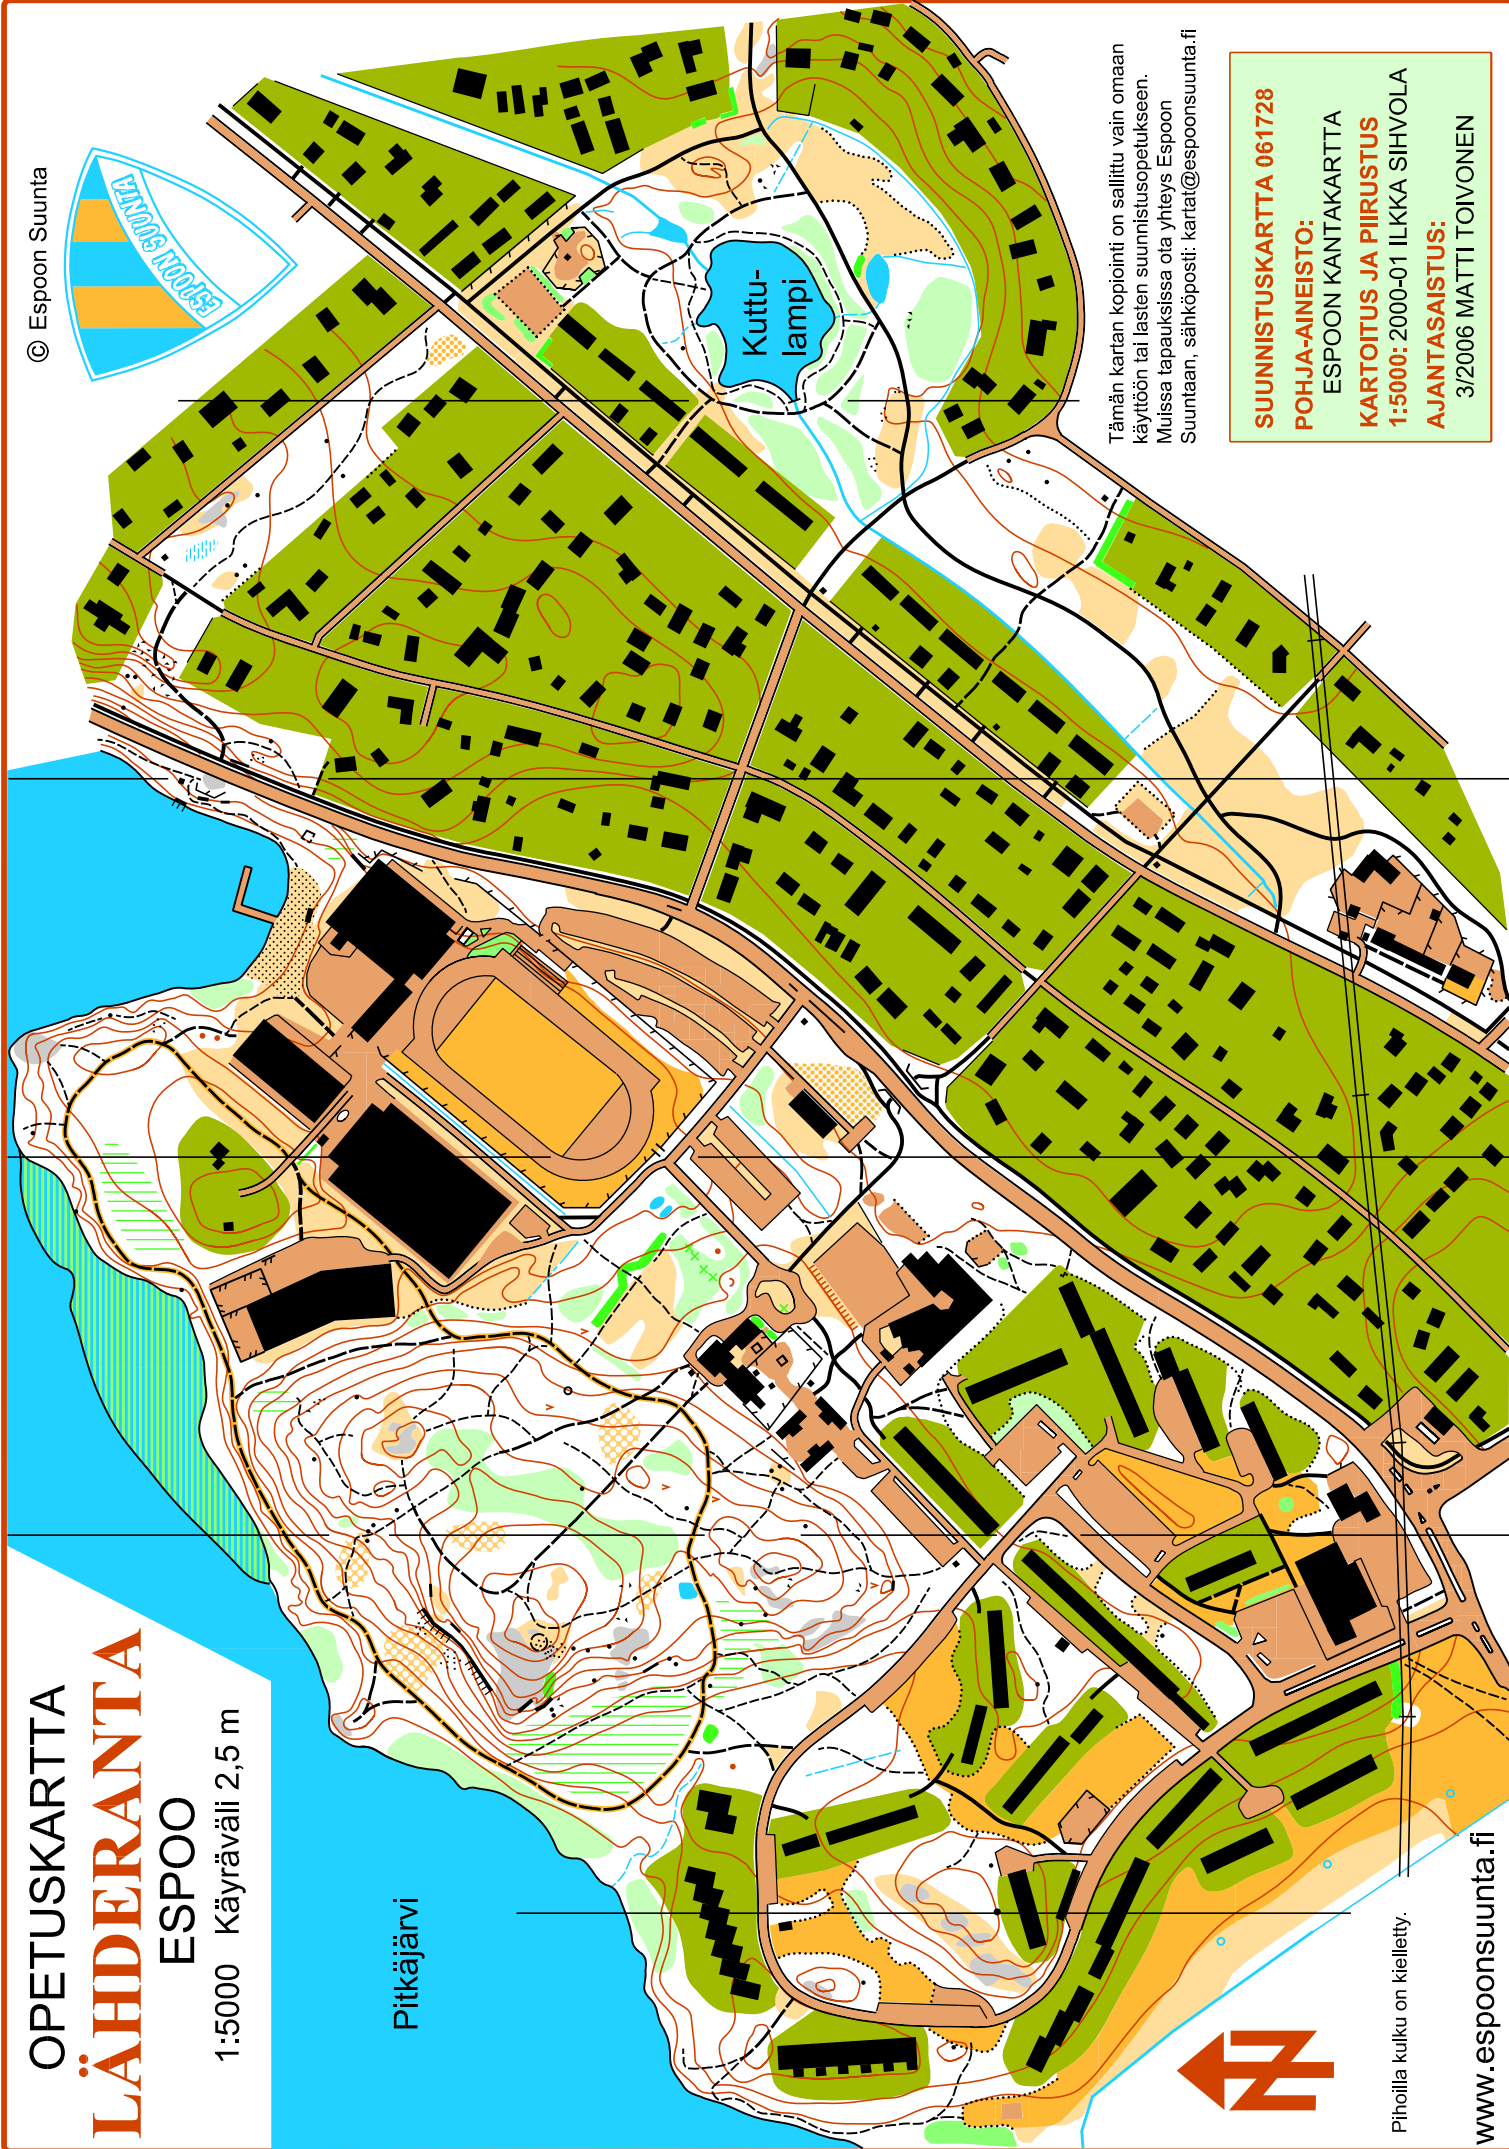 OPETUSKARTTA
LÄHDERANTA
ESPOO
1:5000 Käyräväli 2,5 m
Pitkäjärvi
© Espoon Suunta
ESPOON SUUNTA
Kuttu-
lampi
Tämän kartan kopiointi on sallittu vain omaan
käyttöön tai lasten suunnistusopetukseen.
Muissa tapauksissa ota yhteys Espoon
Suuntaan, sähköposti: kartat@espoonsuunta.fi
SUUNNISTUSKARTTA 061728
POHJA-AINEISTO:
ESPOON KANTAKARTTA
KARTOITUS JA PIIRUSTUS
1:5000: 2000-01 ILKKA SIHVOLA
AJANTASAISTUS:
3/2006 MATTI TOIVONEN
N
Pihoilla kulku on kielletty.
www.espoonsuunta.fi